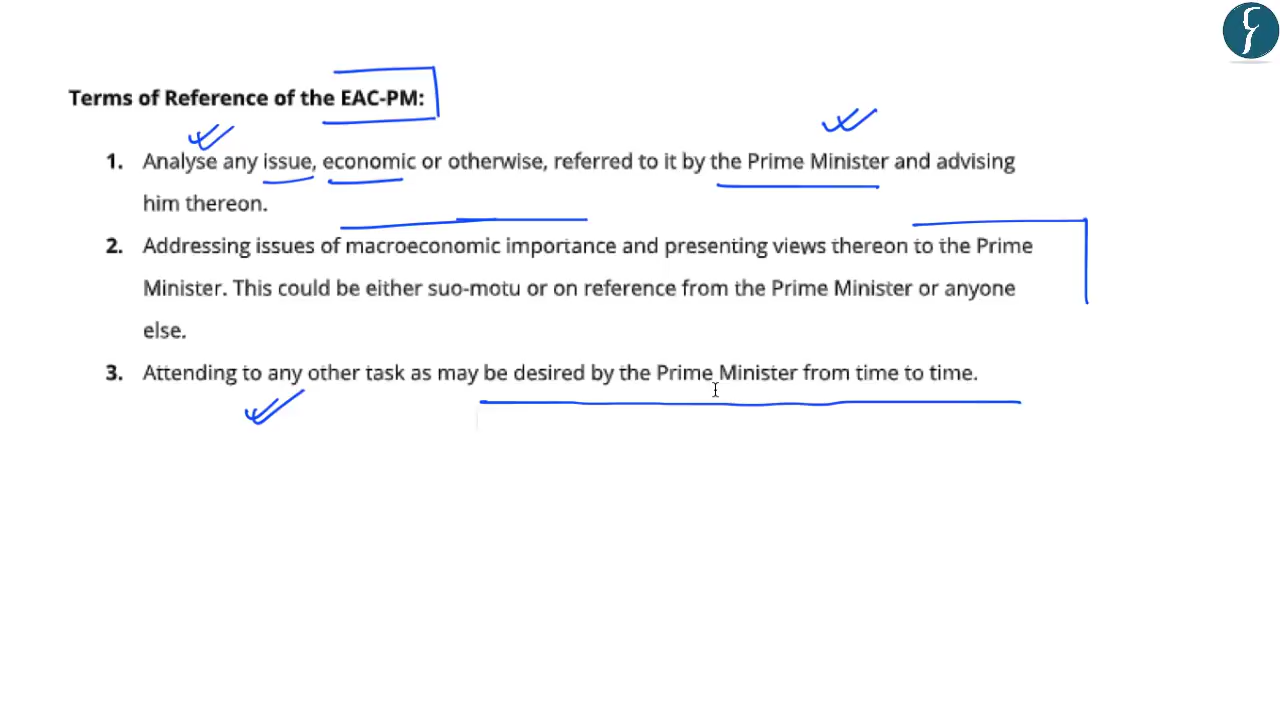 Terms of Reference of the EAC-PM:
1. Analyse any issue, economic or otherwise, referred to it by the Prime Minister and advising
him thereon.
2. Addressing issues of macroeconomic importance and presenting views thereon to the Prime
Minister. This could be either suo-motu or on reference from the Prime Minister or anyone
else.
3. Attending to any other task as may be desired by the Prime Minister from time to time.